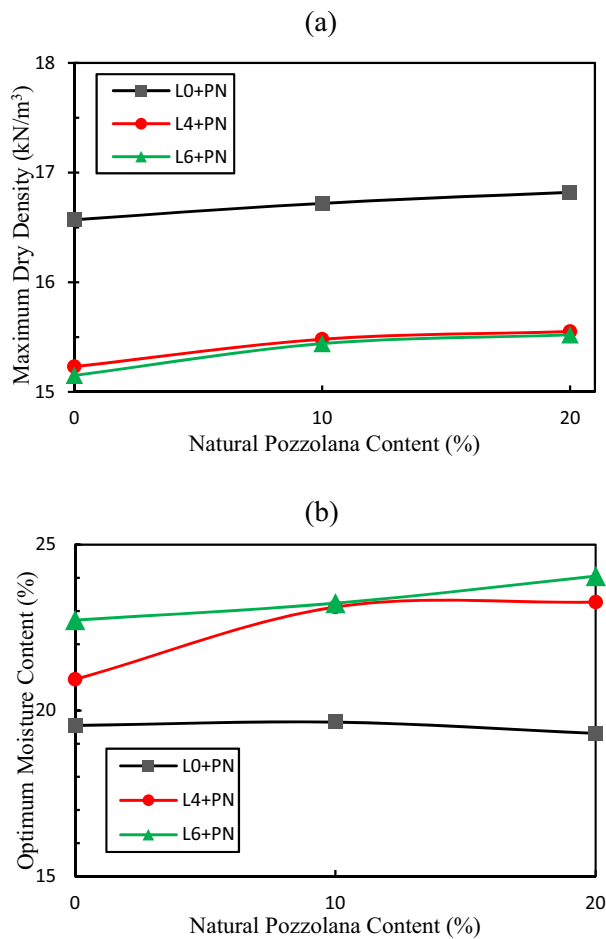 (a)
Maximum Dry Density (kN/m³)
18
17
16
15
L0+PN
L4+PN
L6+PN
0
10
20
Natural Pozzolana Content (%)
(b)
Optimum Moisture Content (%)
25
20
15
L0+PN
L4+PN
L6+PN
0
10
20
Natural Pozzolana Content (%)